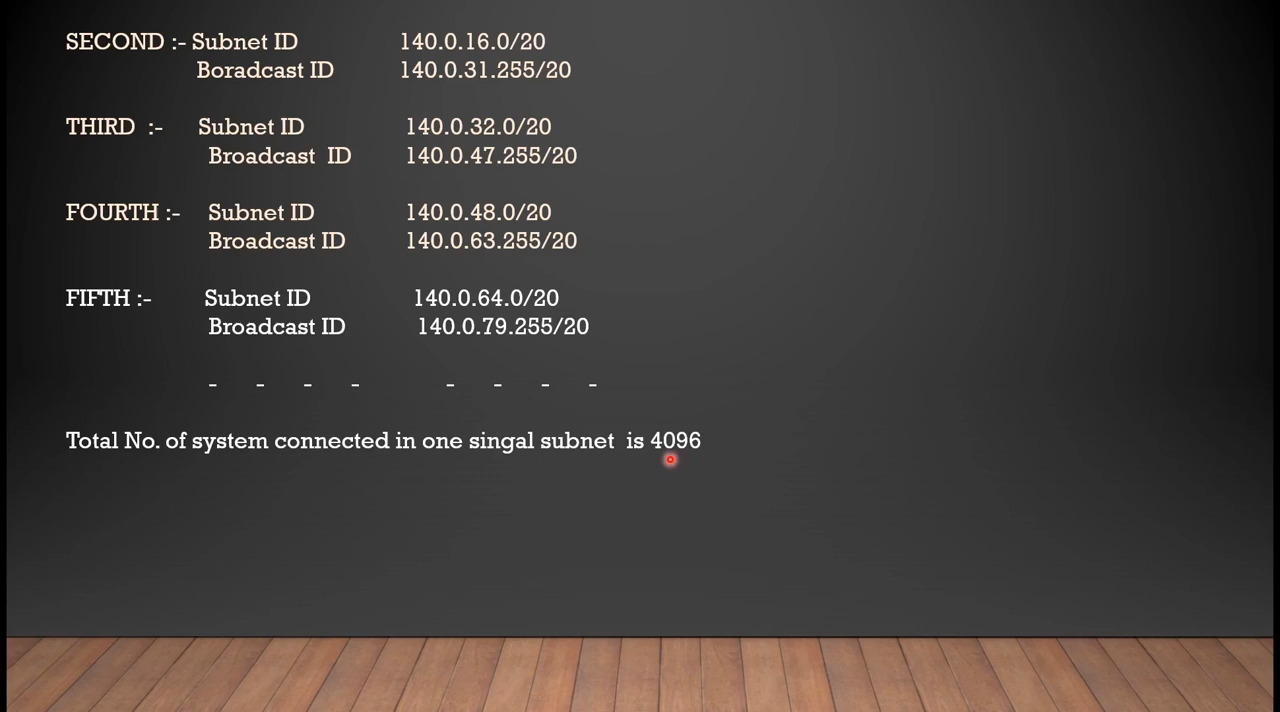 SECOND :- Subnet ID 140.0.16.0/20
Boradcast ID 140.0.31.255/20
THIRD :- Subnet ID 140.0.32.0/20
Broadcast ID 140.0.47.255/20
FOURTH :- Subnet ID 140.0.48.0/20
Broadcast ID 140.0.63.255/20
FIFTH :- Subnet ID 140.0.64.0/20
Broadcast ID 140.0.79.255/20
- - - - - - - -
Total No. of system connected in one singal subnet is 4096